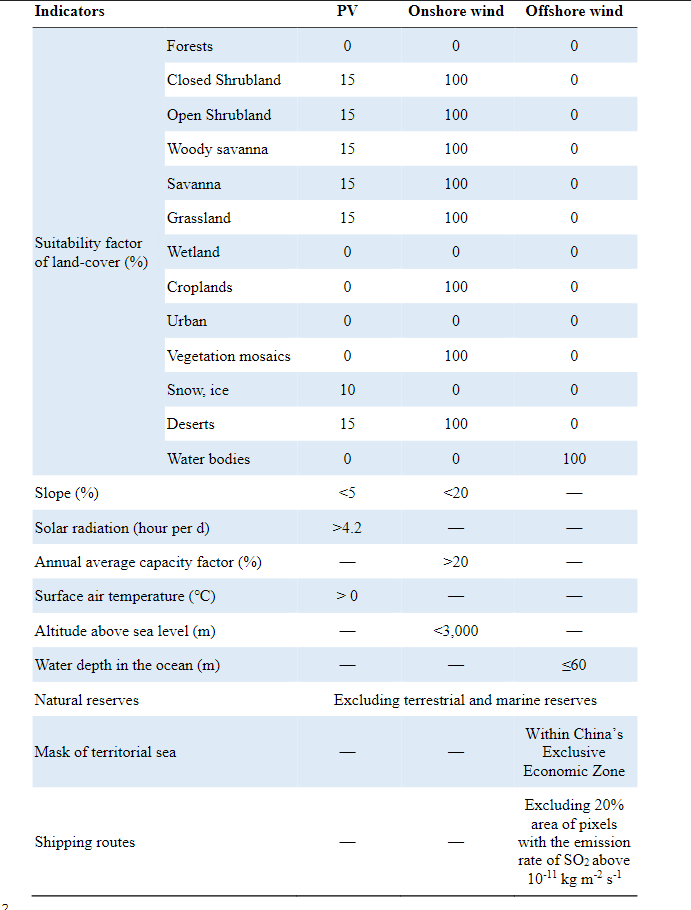 Indicators PV Onshore wind Offshore wind
Forests 0 0 0
Closed Shrubland 15 100 0
Open Shrubland 15 100 0
Woody savanna 15 100 0
Savanna 15 100 0
Grassland 15 100 0
Suitability factor
of land-cover (%)
Wetland 0 0 0
Croplands 0 100 0
Urban 0 0 0
Vegetation mosaics 0 100 0
Snow, ice 10 0 0
Deserts 15 100 0
Water bodies 0 0 100
Slope (%) <5 <20 —
Solar radiation (hour per d) >4.2 — —
Annual average capacity factor (%) — >20 —
Surface air temperature (°C) > 0 — —
Altitude above sea level (m) — <3,000 —
Water depth in the ocean (m) — — ≤60
Natural reserves Excluding terrestrial and marine reserves
Mask of territorial sea — — Within China's
Exclusive
Economic Zone
Shipping routes — — Excluding 20%
area of pixels
with the emission
rate of SO₂ above
10⁻¹¹ kg m⁻² s⁻¹